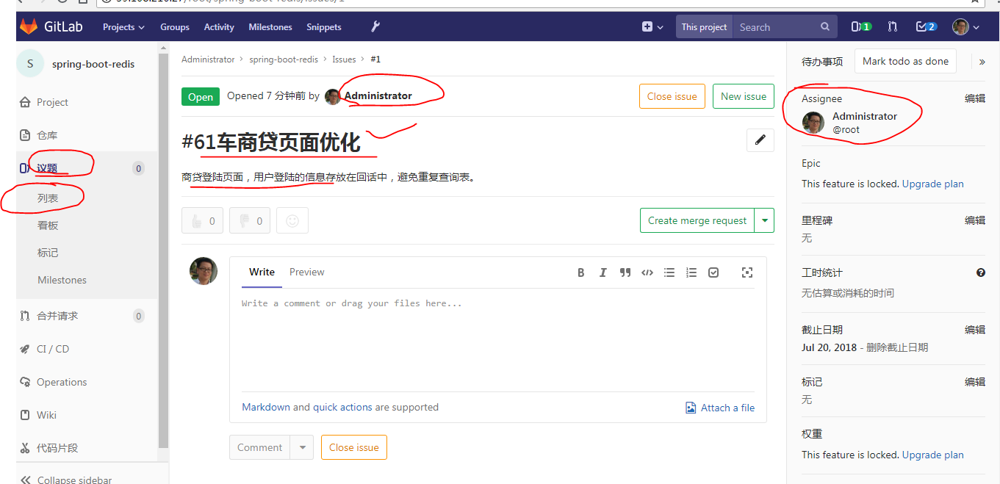 GitLab Projects Groups Activity Milestones Snippets This project Search 1 2
S spring-boot-redis
Project
仓库
议题 0
列表
看板
标记
Milestones
合并请求 0
CI / CD
Operations
Wiki
代码片段
Collapse sidebar
Administrator > spring-boot-redis > Issues > #1
Open Opened 7 分钟前 by Administrator Close issue New issue
#61车商贷页面优化
商贷登陆页面，用户登陆的信息存放在回话中，避免重复查询表。
0 0 Create merge request
Write Preview
Write a comment or drag your files here...
Markdown and quick actions are supported Attach a file
Comment Close issue
待办事项 Mark todo as done »
Assignee 编辑
Administrator
@root
Epic
This feature is locked. Upgrade plan
里程碑 编辑
无
工时统计
无估算或消耗的时间
截止日期 编辑
Jul 20, 2018 - 删除截止日期
标记 编辑
无
权重
This feature is locked. Upgrade plan